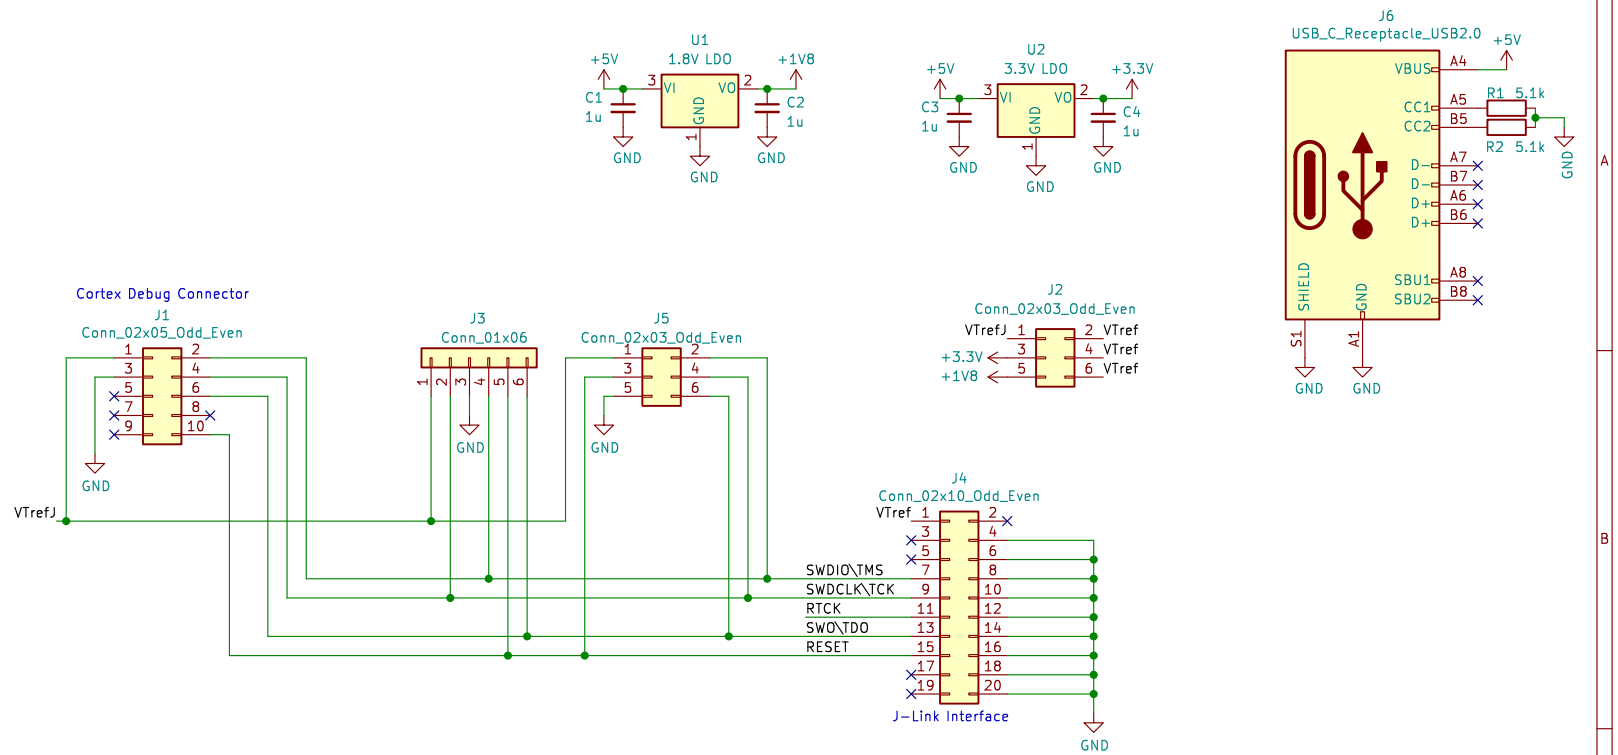 U1
1.8V LDO
+5V
+1V8
3
VI
VO
2
GND
1
C1
1u
C2
1u
GND
GND
GND
U2
3.3V LDO
+5V
+3.3V
3
VI
VO
2
GND
1
C3
1u
C4
1u
GND
GND
GND
J6
USB_C_Receptacle_USB2.0
+5V
VBUS
A4
CC1
A5
CC2
B5
R1 5.1k
R2 5.1k
GND
D-
A7
D-
B7
D+
A6
D+
B6
SBU1
A8
SBU2
B8
SHIELD
GND
S1
A1
GND
GND
A
B
Cortex Debug Connector
J1
Conn_02x05_Odd_Even
1
2
3
4
5
6
7
8
9
10
GND
VTrefJ
J3
Conn_01x06
1
2
3
4
5
6
GND
J5
Conn_02x03_Odd_Even
1
2
3
4
5
6
GND
J2
Conn_02x03_Odd_Even
VTrefJ
1
2
VTref
+3.3V
3
4
VTref
+1V8
5
6
VTref
J4
Conn_02x10_Odd_Even
VTref
1
2
3
4
5
6
SWDIO\TMS
7
8
SWDCLK\TCK
9
10
RTCK
11
12
SWO\TDO
13
14
RESET
15
16
17
18
19
20
J-Link Interface
GND